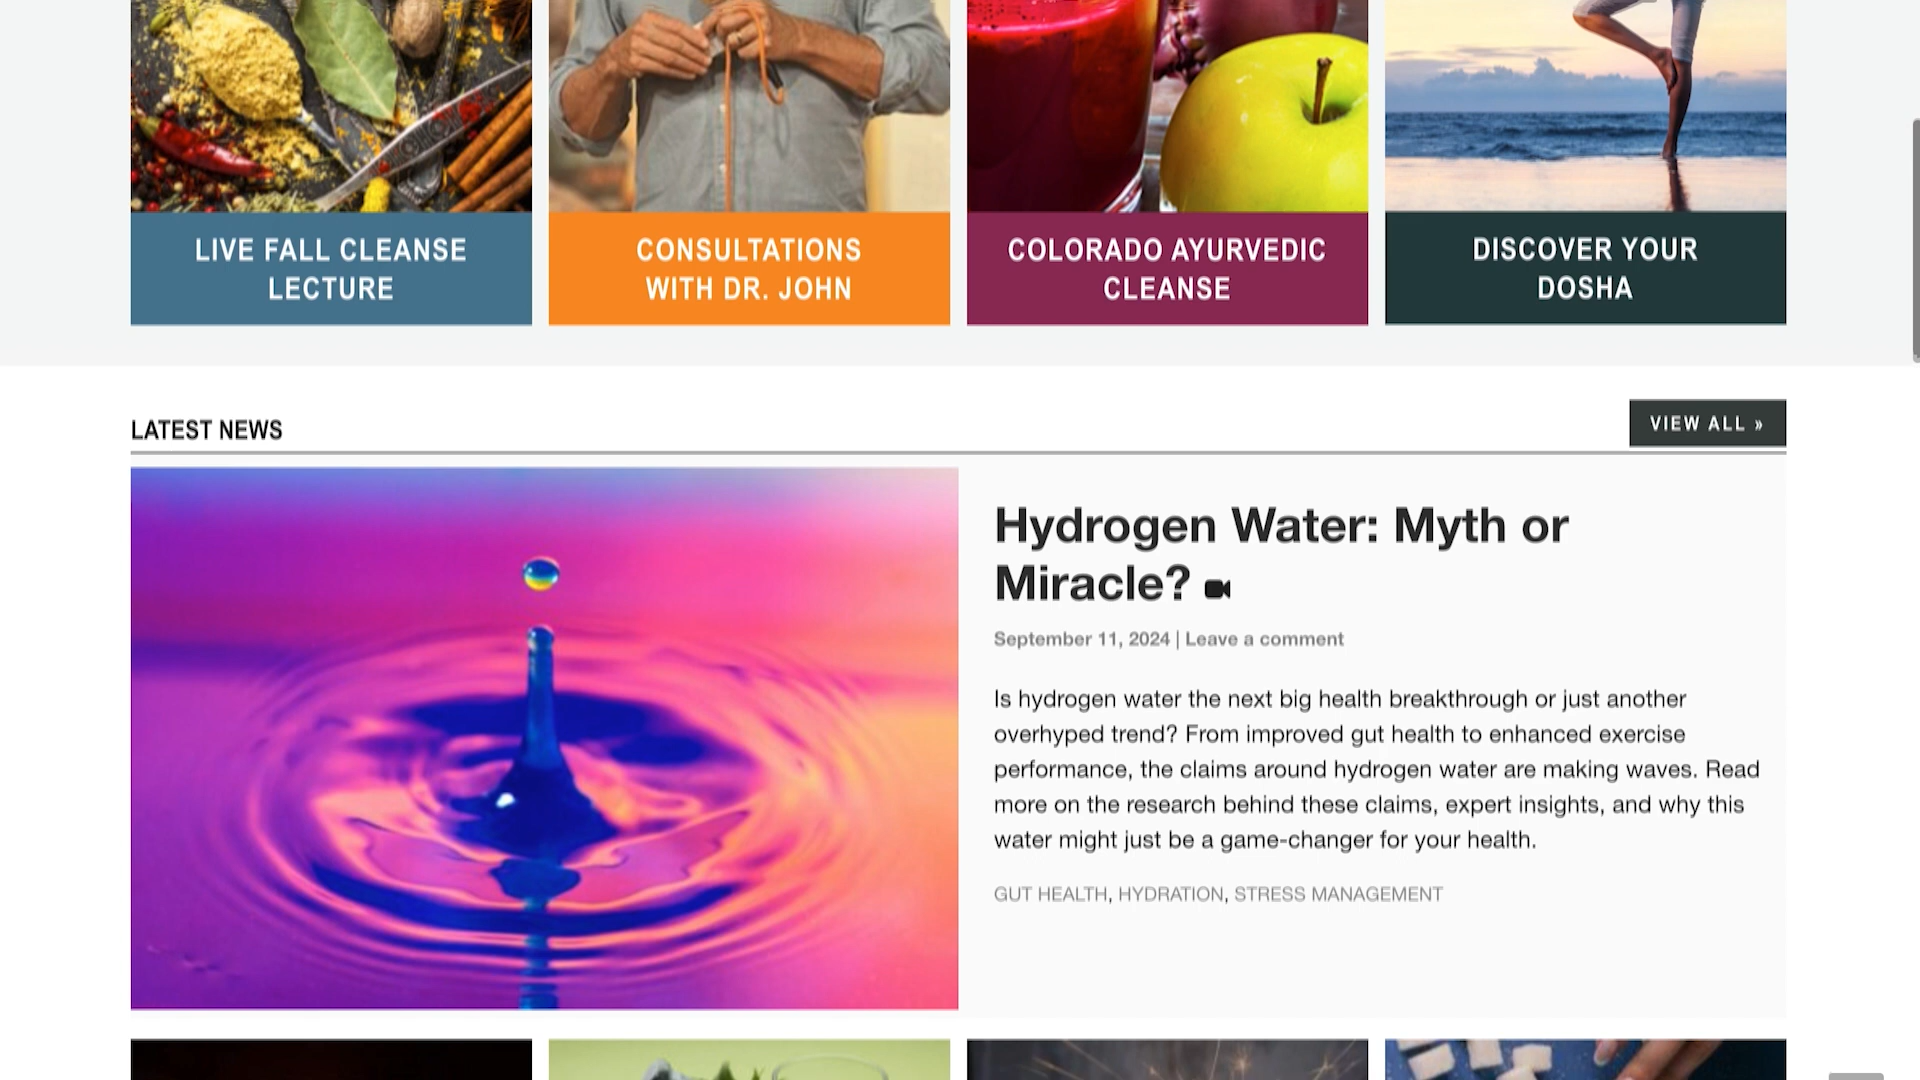 LIVE FALL CLEANSE
LECTURE
CONSULTATIONS
WITH DR. JOHN
COLORADO AYURVEDIC
CLEANSE
DISCOVER YOUR
DOSHA
LATEST NEWS
VIEW ALL »
Hydrogen Water: Myth or
Miracle?
September 11, 2024 | Leave a comment
Is hydrogen water the next big health breakthrough or just another
overhyped trend? From improved gut health to enhanced exercise
performance, the claims around hydrogen water are making waves. Read
more on the research behind these claims, expert insights, and why this
water might just be a game-changer for your health.
GUT HEALTH, HYDRATION, STRESS MANAGEMENT